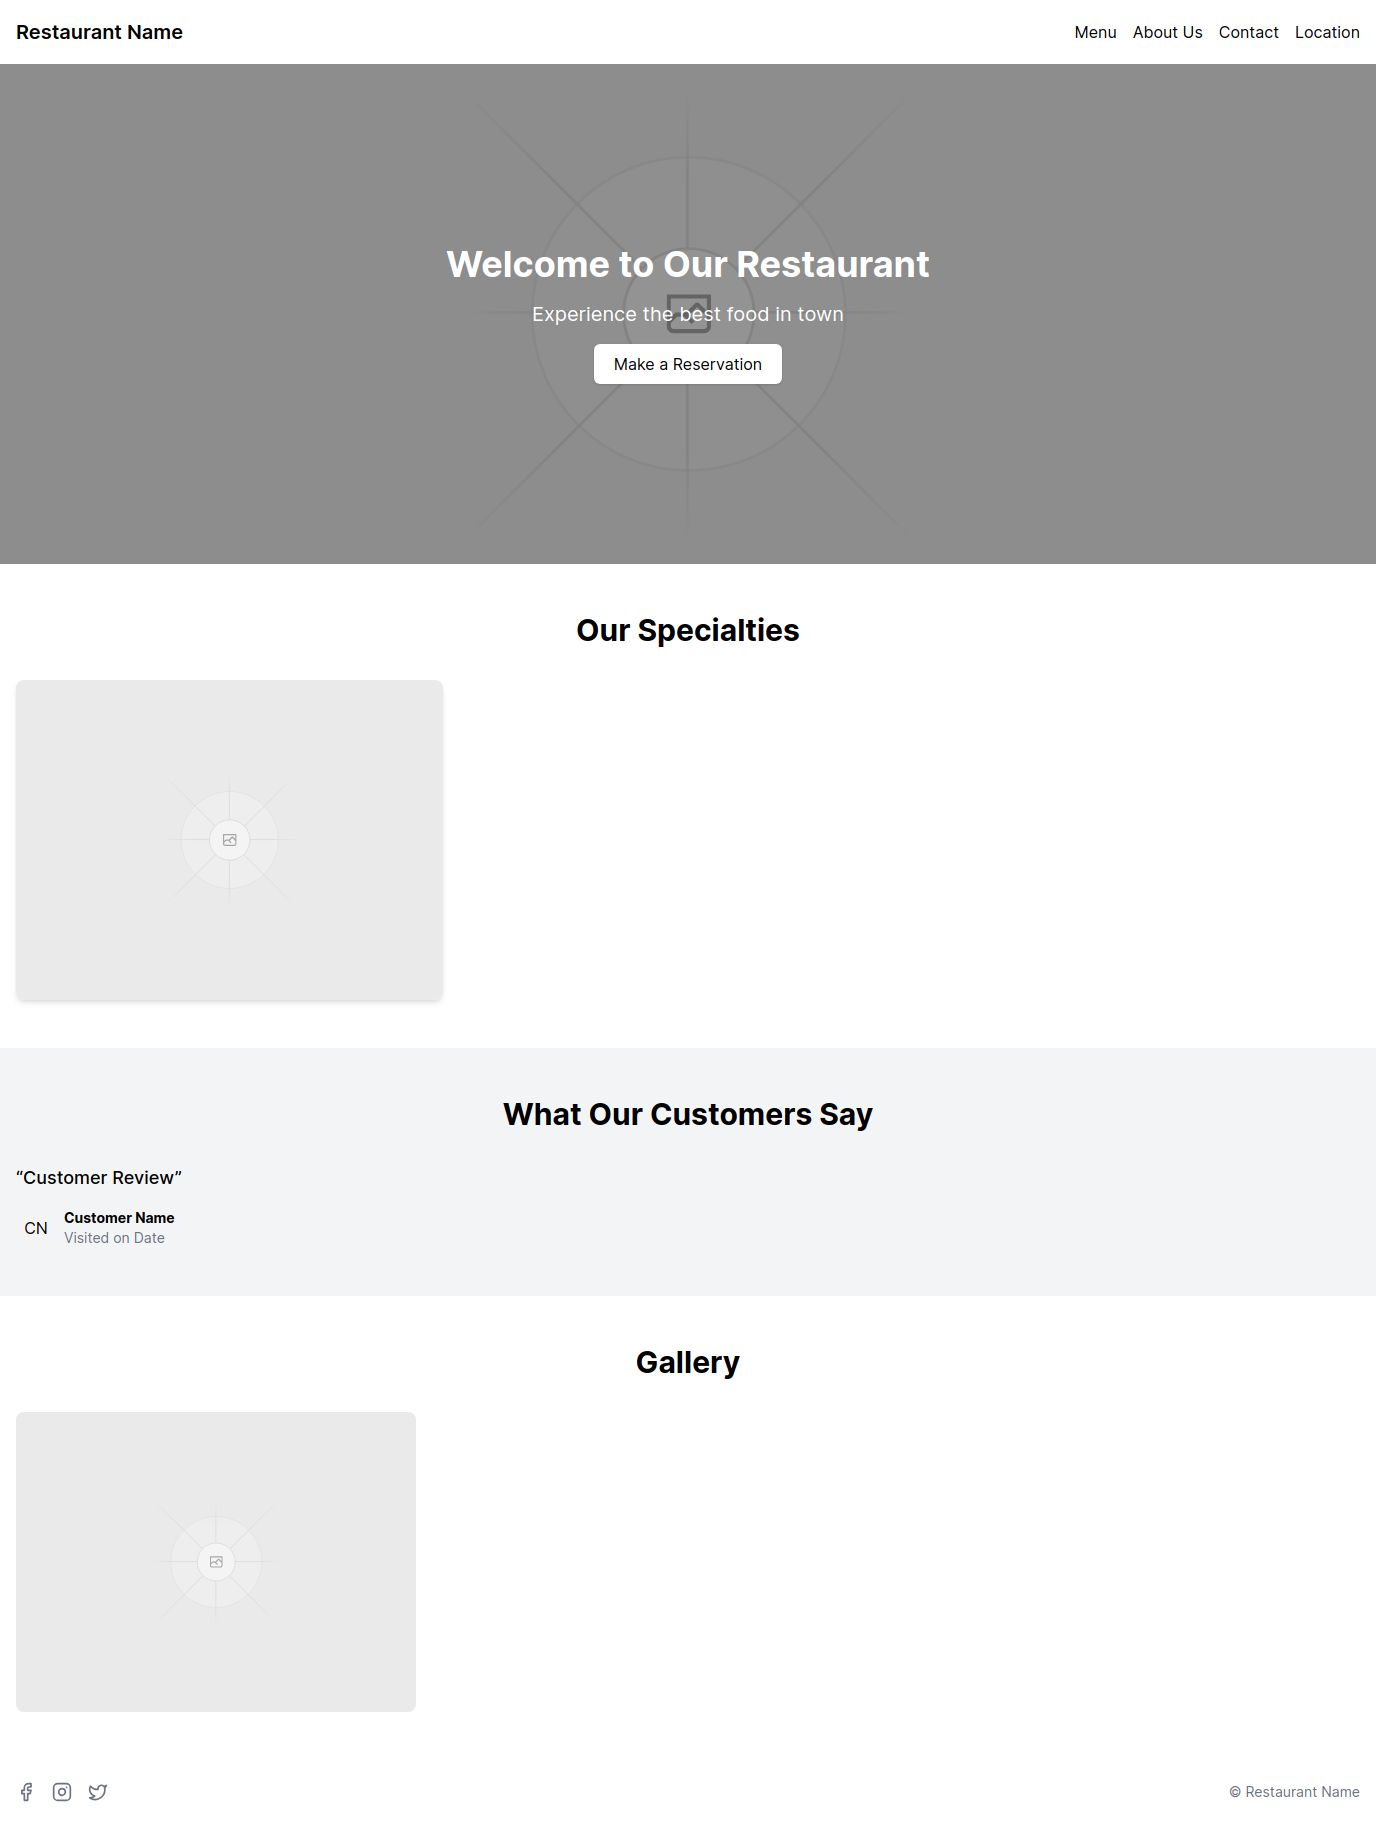 Restaurant Name
Menu About Us Contact Location
Welcome to Our Restaurant
Experience the best food in town
Make a Reservation
Our Specialties
What Our Customers Say
“Customer Review”
CN
Customer Name
Visited on Date
Gallery
© Restaurant Name